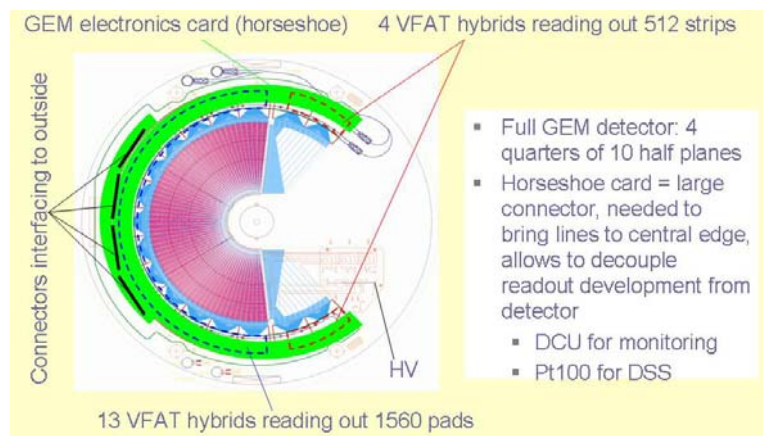 GEM electronics card (horseshoe)
4 VFAT hybrids reading out 512 strips
Connectors interfacing to outside
▪ Full GEM detector: 4
quarters of 10 half planes
▪ Horseshoe card = large
connector, needed to
bring lines to central edge,
allows to decouple
readout development from
detector
▪ DCU for monitoring
▪ Pt100 for DSS
HV
13 VFAT hybrids reading out 1560 pads